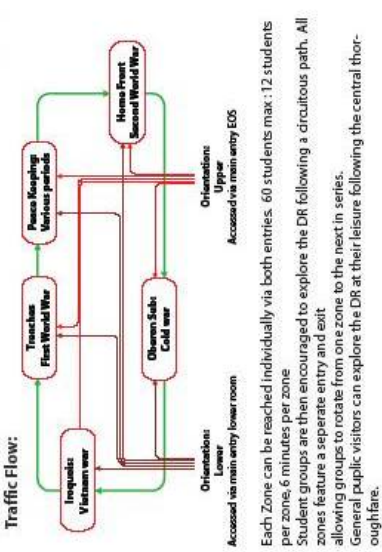 Traffic Flow:
Iroquois:
Vietnam war
Trenches
First World War
Peace Keeping:
Various periods
Home Front
Second World War
Oberon Sub:
Cold war
Orientation:
Lower
Accessed via main entry lower room
Orientation:
Upper
Accessed via main entry EOS
Each Zone can be reached individually via both entries. 60 students max : 12 students
per zone, 6 minutes per zone
Student groups are then encouraged to explore the DR following a circuitous path. All
zones feature a seperate entry and exit
allowing groups to rotate from one zone to the next in series.
General puplic visitors can explore the DR at their leisure following the central thor-
oughfare.